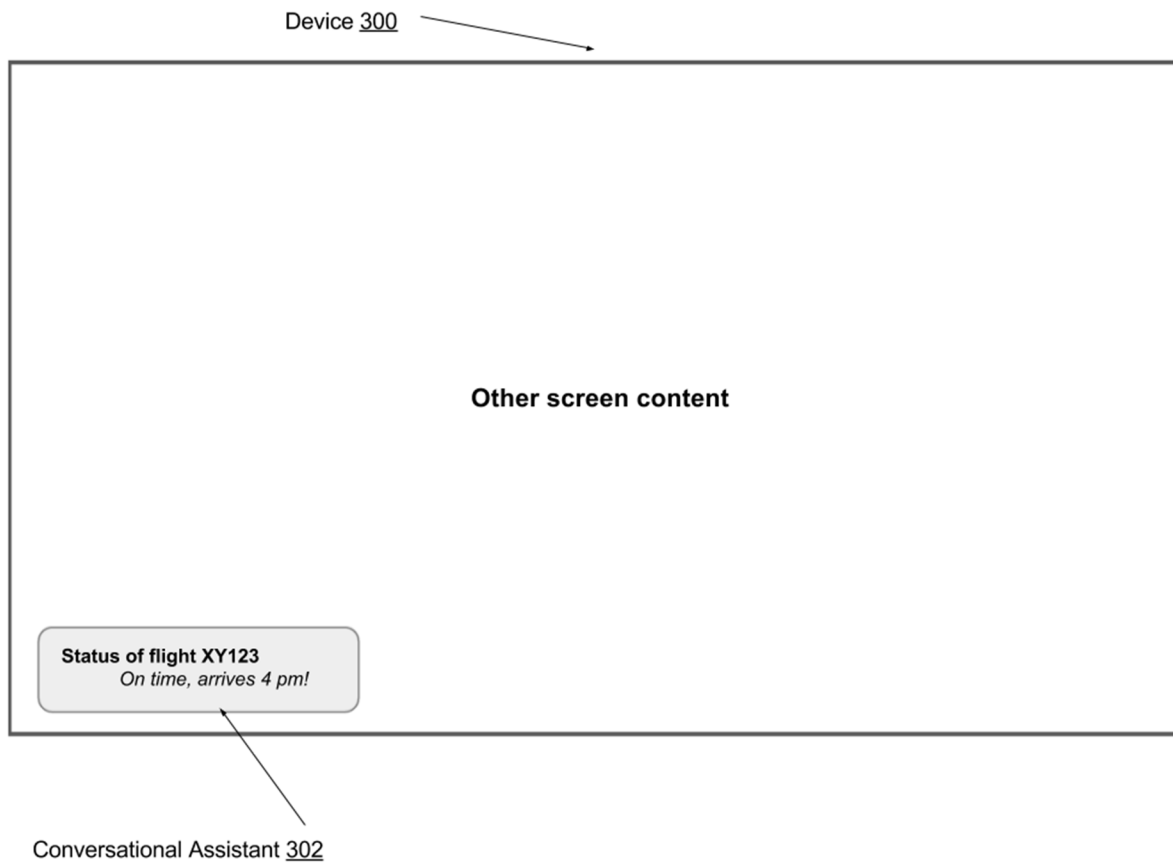 Device 300
Other screen content
Status of flight XY123
On time, arrives 4 pm!
Conversational Assistant 302